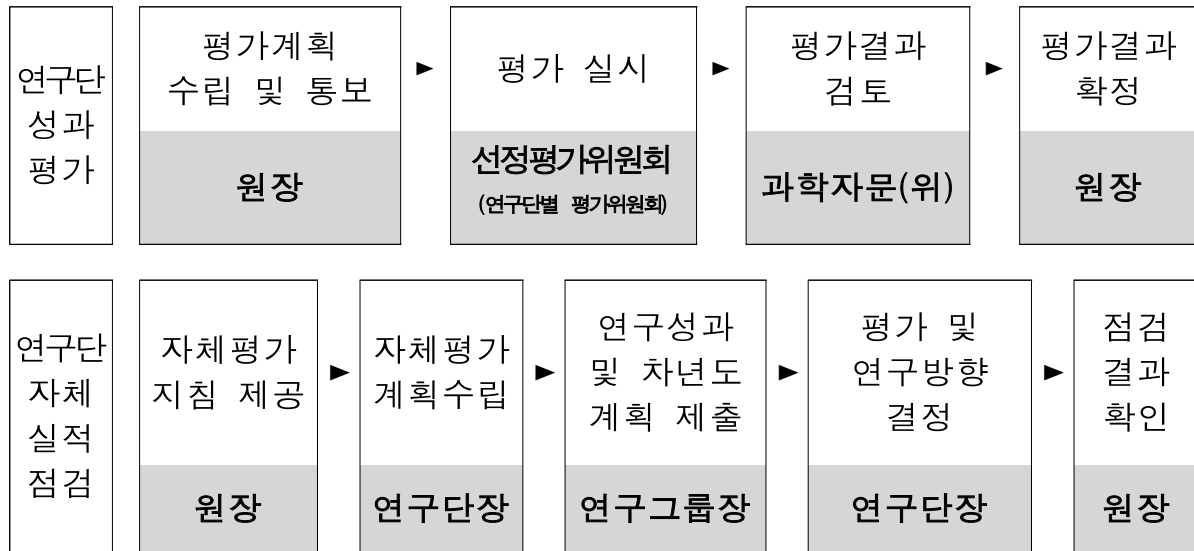 연구단
성과
평가
평가계획
수립 및 통보
원장
►
평가 실시
선정평가위원회
(연구단별 평가위원회)
►
평가결과
검토
과학자문(위)
►
평가결과
확정
원장
연구단
자체
실적
점검
자체평가
지침 제공
원장
►
자체평가
계획수립
연구단장
►
연구성과
및 차년도
계획 제출
연구그룹장
►
평가 및
연구방향
결정
연구단장
►
점검
결과
확인
원장